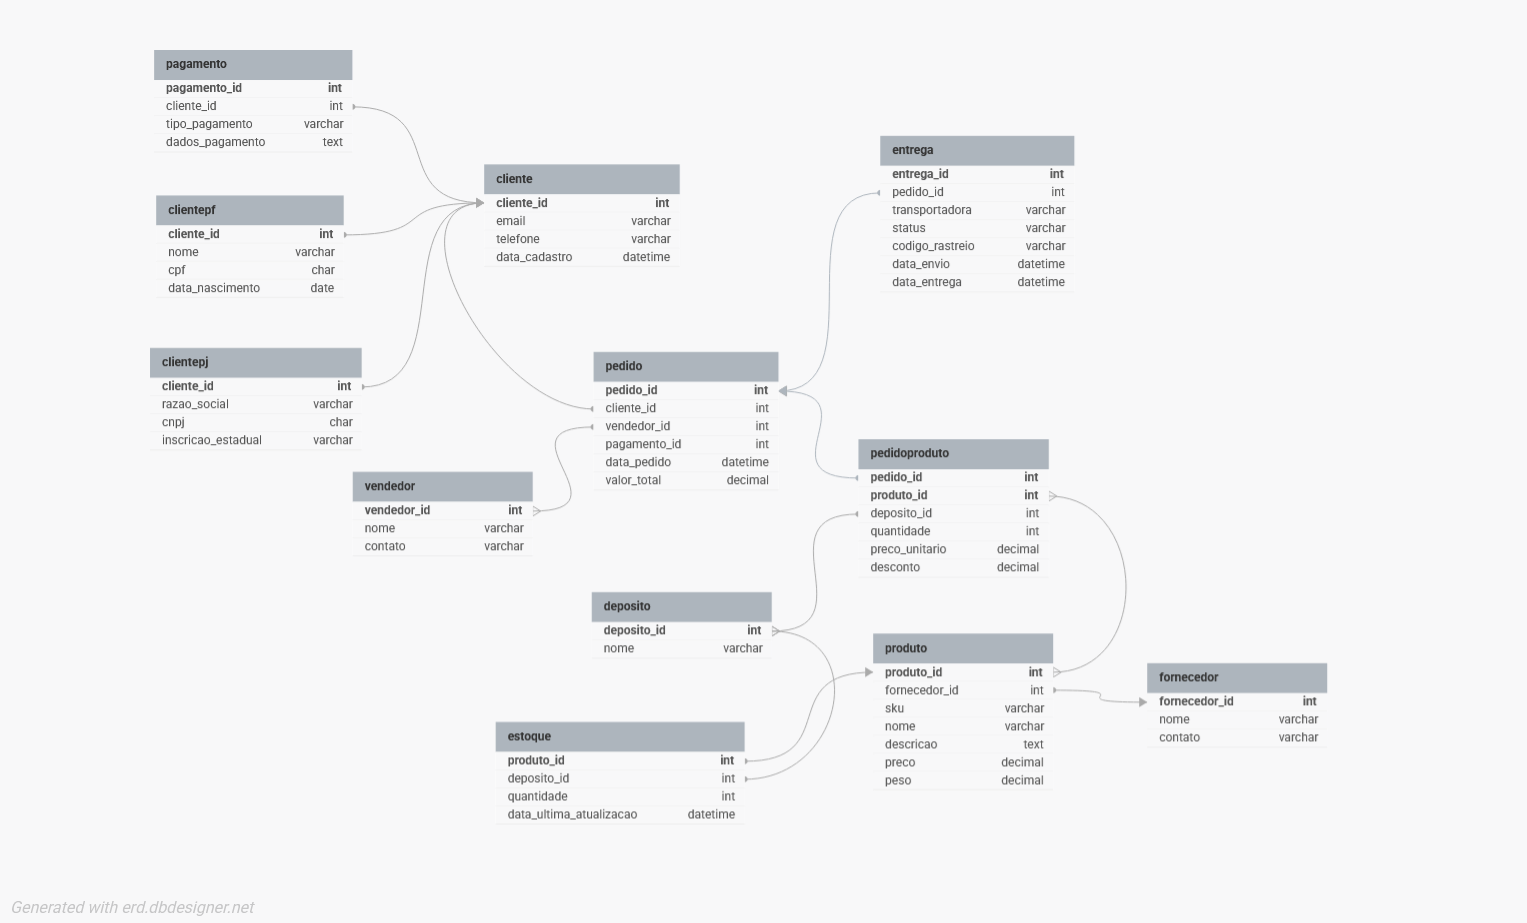 pagamento
pagamento_id int
cliente_id int
tipo_pagamento varchar
dados_pagamento text
clientepf
cliente_id int
nome varchar
cpf char
data_nascimento date
clientepj
cliente_id int
razao_social varchar
cnpj char
inscricao_estadual varchar
cliente
cliente_id int
email varchar
telefone varchar
data_cadastro datetime
entrega
entrega_id int
pedido_id int
transportadora varchar
status varchar
codigo_rastreio varchar
data_envio datetime
data_entrega datetime
pedido
pedido_id int
cliente_id int
vendedor_id int
pagamento_id int
data_pedido datetime
valor_total decimal
vendedor
vendedor_id int
nome varchar
contato varchar
pedidoproduto
pedido_id int
produto_id int
deposito_id int
quantidade int
preco_unitario decimal
desconto decimal
deposito
deposito_id int
nome varchar
produto
produto_id int
fornecedor_id int
sku varchar
nome varchar
descricao text
preco decimal
peso decimal
fornecedor
fornecedor_id int
nome varchar
contato varchar
estoque
produto_id int
deposito_id int
quantidade int
data_ultima_atualizacao datetime
Generated with erd.dbdesigner.net